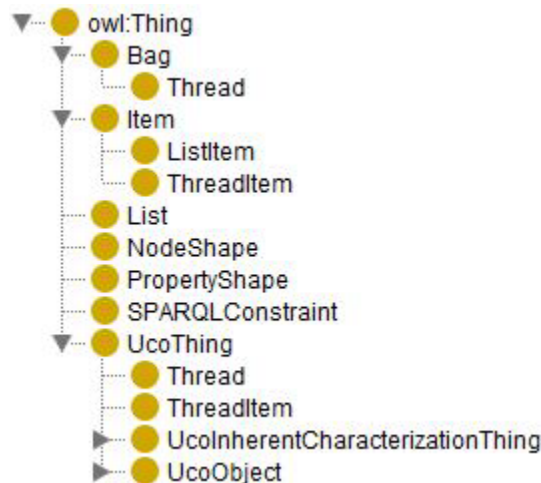 owl:Thing
Bag
Thread
Item
ListItem
ThreadItem
List
NodeShape
PropertyShape
SPARQLConstraint
UcoThing
Thread
ThreadItem
UcoInherentCharacterizationThing
UcoObject